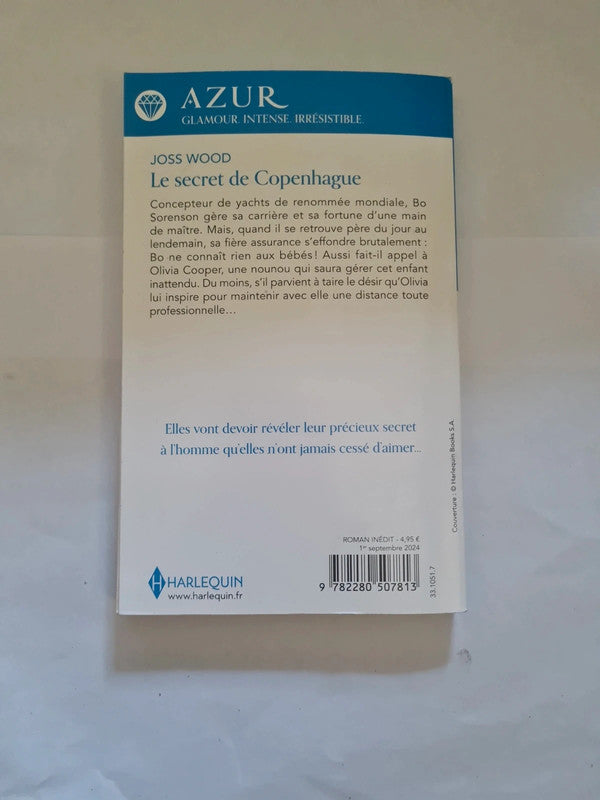 AZUR
GLAMOUR. INTENSE. IRRÉSISTIBLE.
JOSS WOOD
Le secret de Copenhague
Concepteur de yachts de renommée mondiale, Bo
Sorenson gère sa carrière et sa fortune d'une main
de maître. Mais, quand il se retrouve père du jour au
lendemain, sa fière assurance s'effondre brutalement :
Bo ne connaît rien aux bébés ! Aussi fait-il appel à
Olivia Cooper, une nounou qui saura gérer cet enfant
inattendu. Du moins, s'il parvient à taire le désir qu'Olivia
lui inspire pour maintenir avec elle une distance toute
professionnelle…
Elles vont devoir révéler leur précieux secret
à l'homme qu'elles n'ont jamais cessé d'aimer...
Couverture : © Harlequin Books S.A
ROMAN INÉDIT - 4,95 €
1er septembre 2024
9 782280 507813
33.1051.7
H HARLEQUIN
www.harlequin.fr